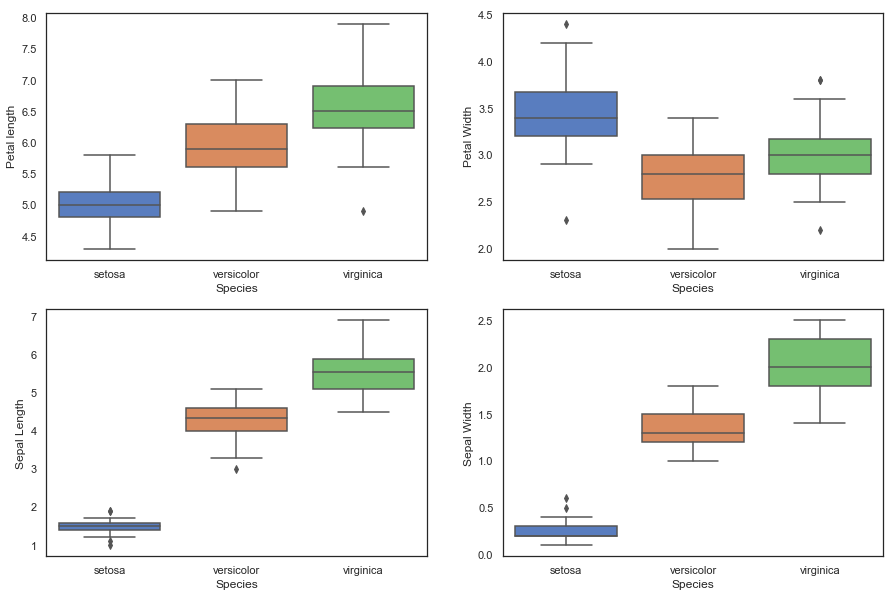 Petal length
8.0
7.5
7.0
6.5
6.0
5.5
5.0
4.5
setosa versicolor virginica
Species
Petal Width
4.5
4.0
3.5
3.0
2.5
2.0
setosa versicolor virginica
Species
Sepal Length
7
6
5
4
3
2
1
setosa versicolor virginica
Species
Sepal Width
2.5
2.0
1.5
1.0
0.5
0.0
setosa versicolor virginica
Species